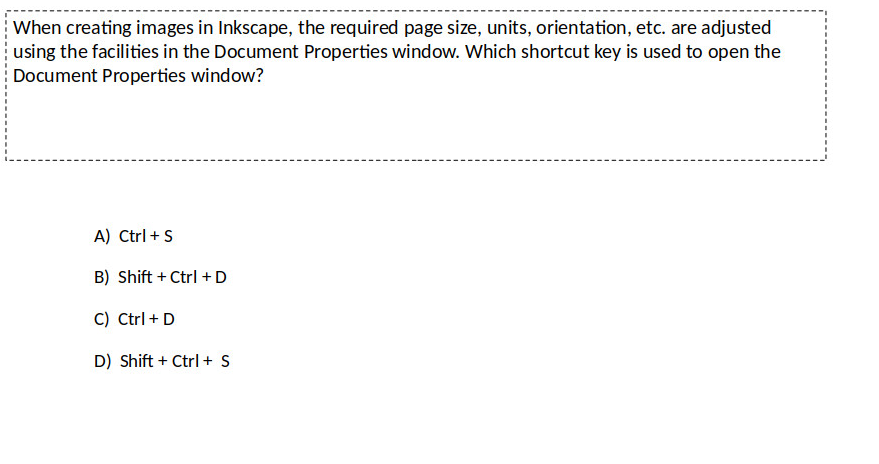 When creating images in Inkscape, the required page size, units, orientation, etc. are adjusted
using the facilities in the Document Properties window. Which shortcut key is used to open the
Document Properties window?
A) Ctrl + S
B) Shift + Ctrl + D
C) Ctrl + D
D) Shift + Ctrl + S